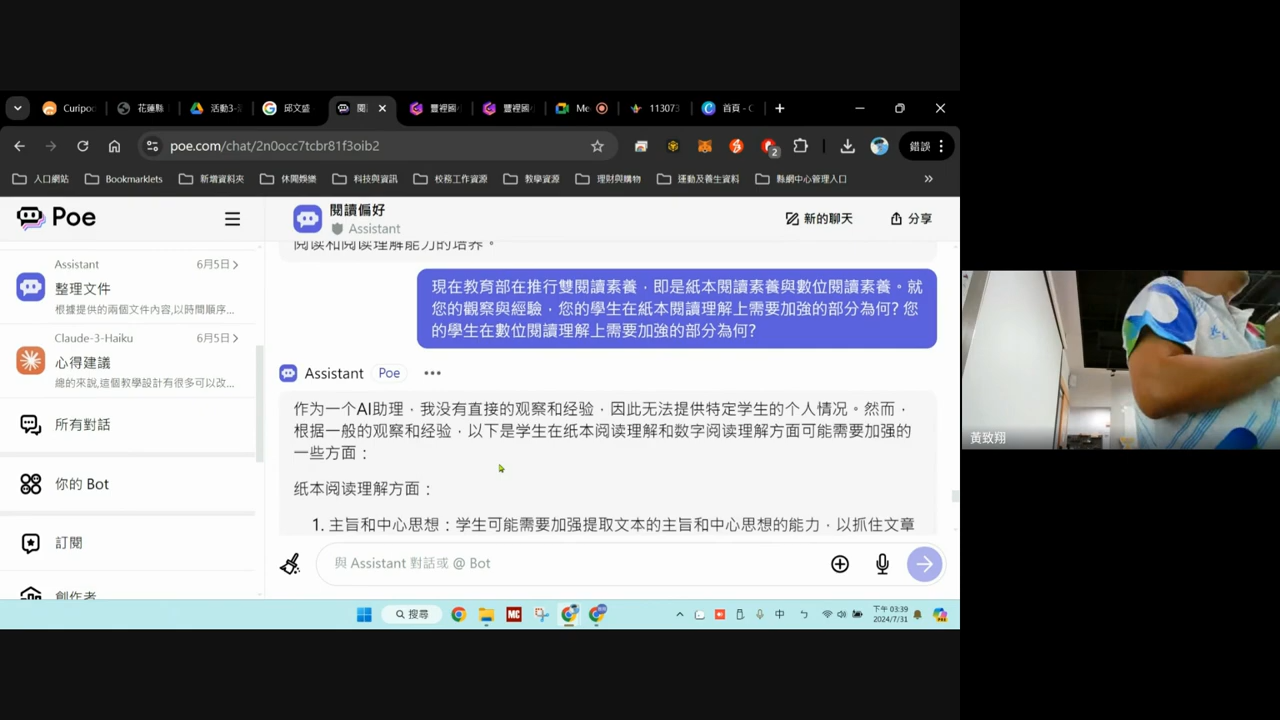 Curipo
花蓮縣
活動3-
邱文盛
閱
豐裡國
豐裡國
Me
11307
首頁 - C
poe.com/chat/2n0occ7tcbr81f3oib2
2
錯誤
入口網站
Bookmarklets
新增資料夾
休閒娛樂
科技與資訊
校務工作資源
教學資源
理財與購物
運動及養生資料
縣網中心管理入口
Poe
閱讀偏好
Assistant
新的聊天
分享
Assistant
6月5日
整理文件
根據提供的兩個文件內容,以時間順序...
Claude-3-Haiku
6月5日
心得建議
總的來說,這個教學設計有很多可以改...
所有對話
你的 Bot
訂閱
創作者
阅读和阅读理解能力的培养。
現在教育部在推行雙閱讀素養，即是紙本閱讀素養與數位閱讀素養。就
您的觀察與經驗，您的學生在紙本閱讀理解上需要加強的部分為何? 您
的學生在數位閱讀理解上需要加強的部分為何?
Assistant Poe
作为一个AI助理，我没有直接的观察和经验，因此无法提供特定学生的个人情况。然而，
根据一般的观察和经验，以下是学生在纸本阅读理解和数字阅读理解方面可能需要加强的
一些方面：
纸本阅读理解方面：
1. 主旨和中心思想：学生可能需要加强提取文本的主旨和中心思想的能力，以抓住文章
與 Assistant 對話或 @ Bot
搜尋
MC
中
下午 03:39
2024/7/31
黃致翔